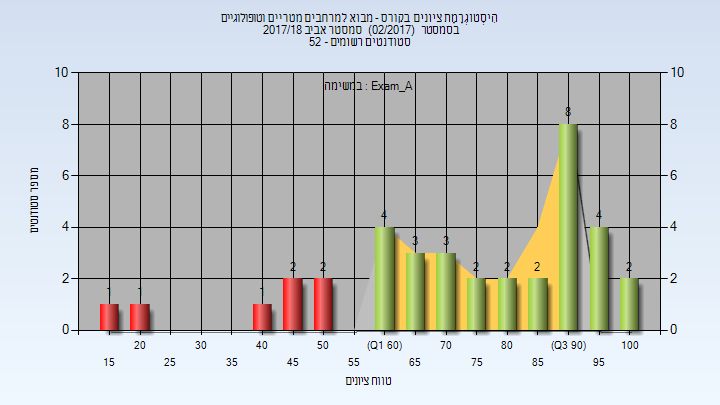 היסטוגרמת ציונים בקורס - מבוא למרחבים מטריים וטופולוגיים
בסמסטר (02/2017) סמסטר אביב 2017/18
סטודנטים רשומים - 52
במשימה : Exam_A
מספר סטודנטים
10 10
8 8
6 6
4 4
2 2
0 0
1 1 1 2 2 4 3 3 2 2 2 8 4 2
20 30 40 50 (Q1 60) 70 80 (Q3 90) 100
15 25 35 45 55 65 75 85 95
טווח ציונים